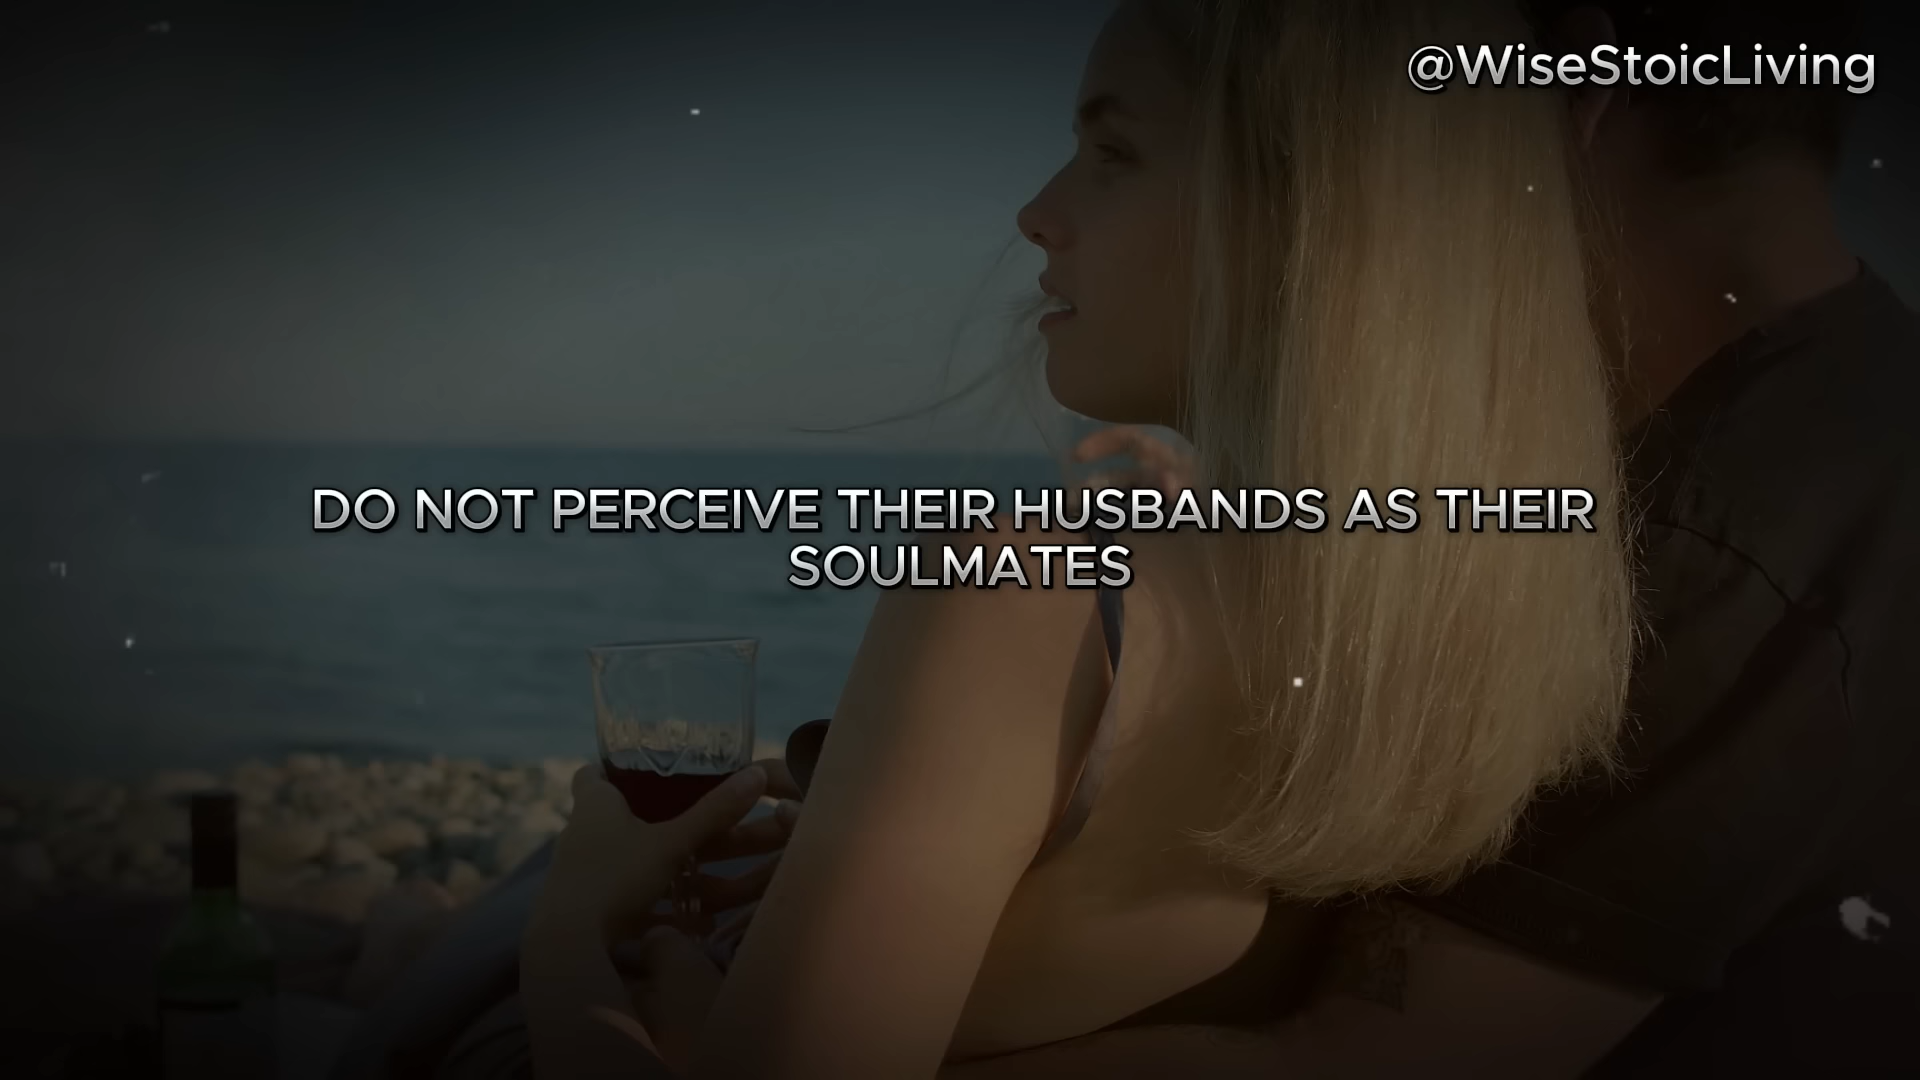 @WiseStoicLiving
DO NOT PERCEIVE THEIR HUSBANDS AS THEIR
SOULMATES